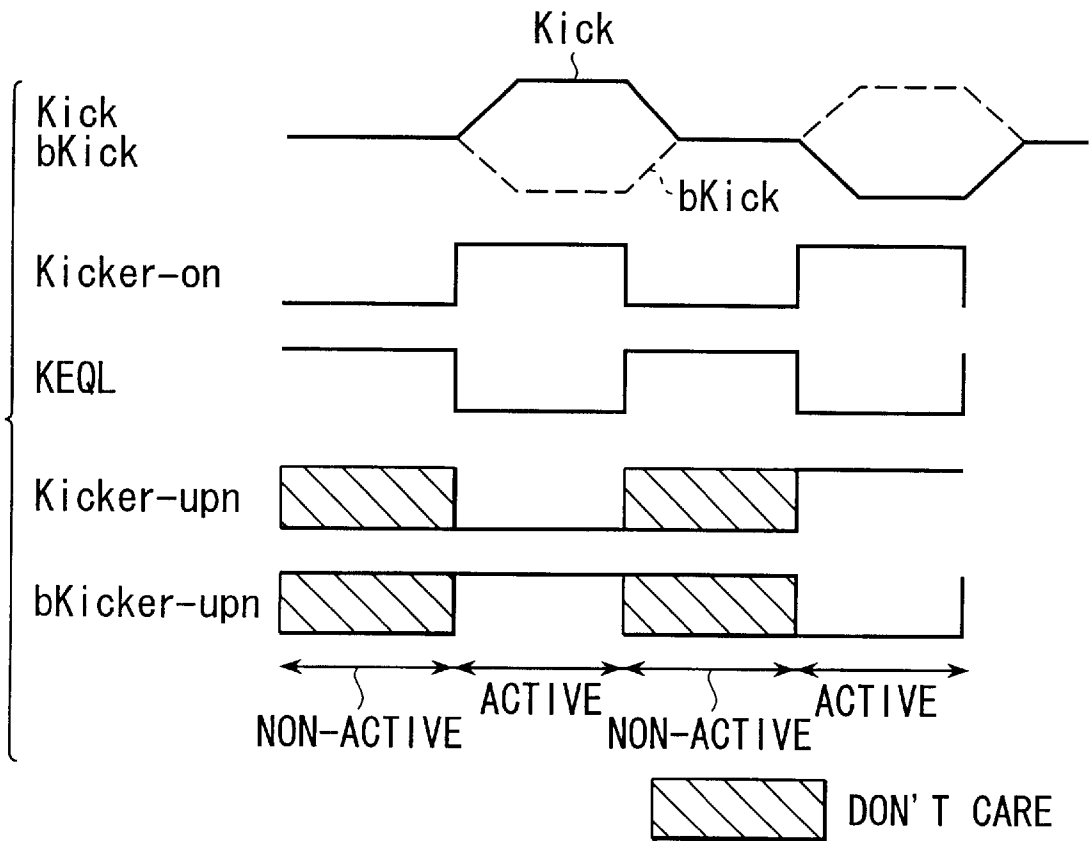 Kick
Kick
bKick
bKick
Kicker-on
KEQL
Kicker-upn
bKicker-upn
ACTIVE
ACTIVE
NON-ACTIVE
NON-ACTIVE
DON'T CARE